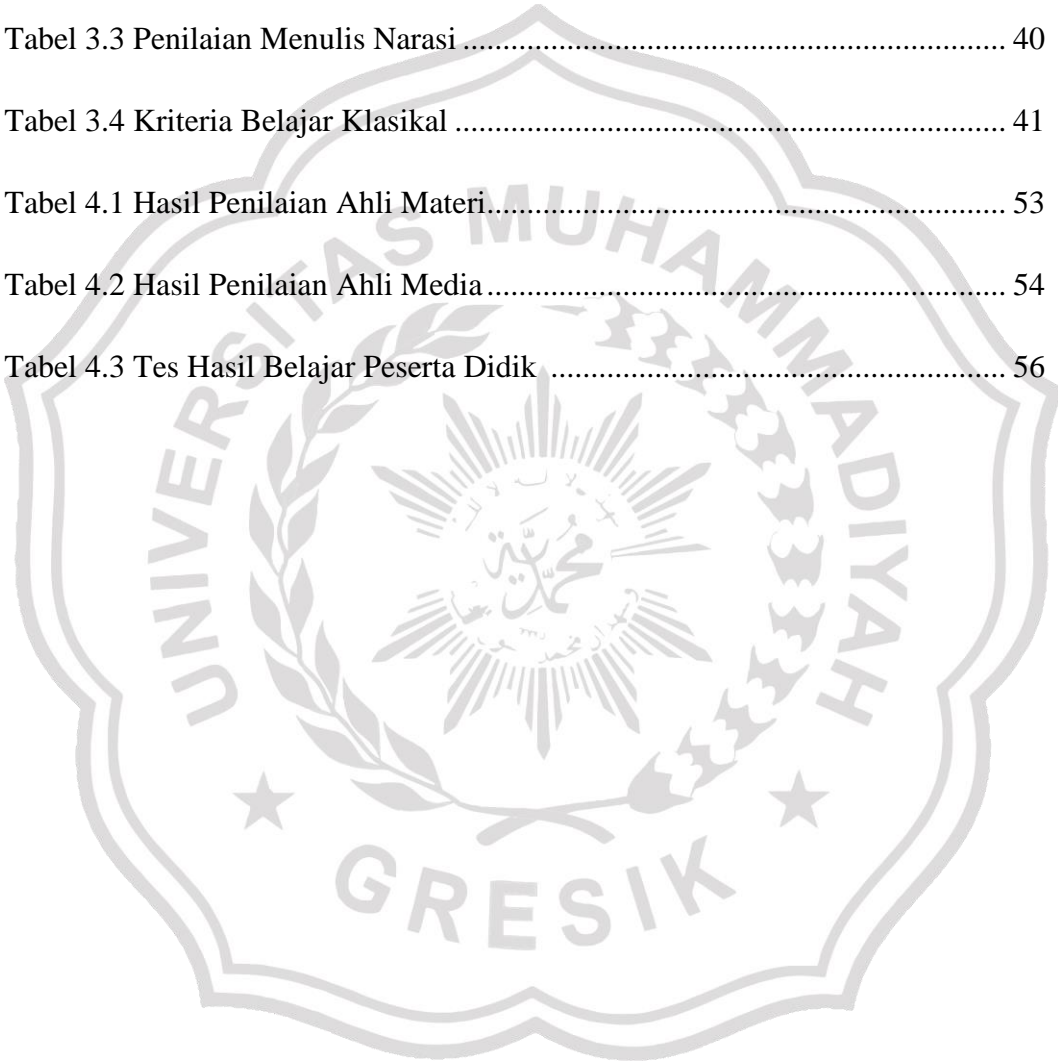 Tabel 3.3 Penilaian Menulis Narasi .................................................................... 40
Tabel 3.4 Kriteria Belajar Klasikal ..................................................................... 41
Tabel 4.1 Hasil Penilaian Ahli Materi................................................................. 53
Tabel 4.2 Hasil Penilaian Ahli Media ................................................................. 54
Tabel 4.3 Tes Hasil Belajar Peserta Didik ......................................................... 56
UNIVERSITAS MUHAMMADIYAH
محمد
GRESIK